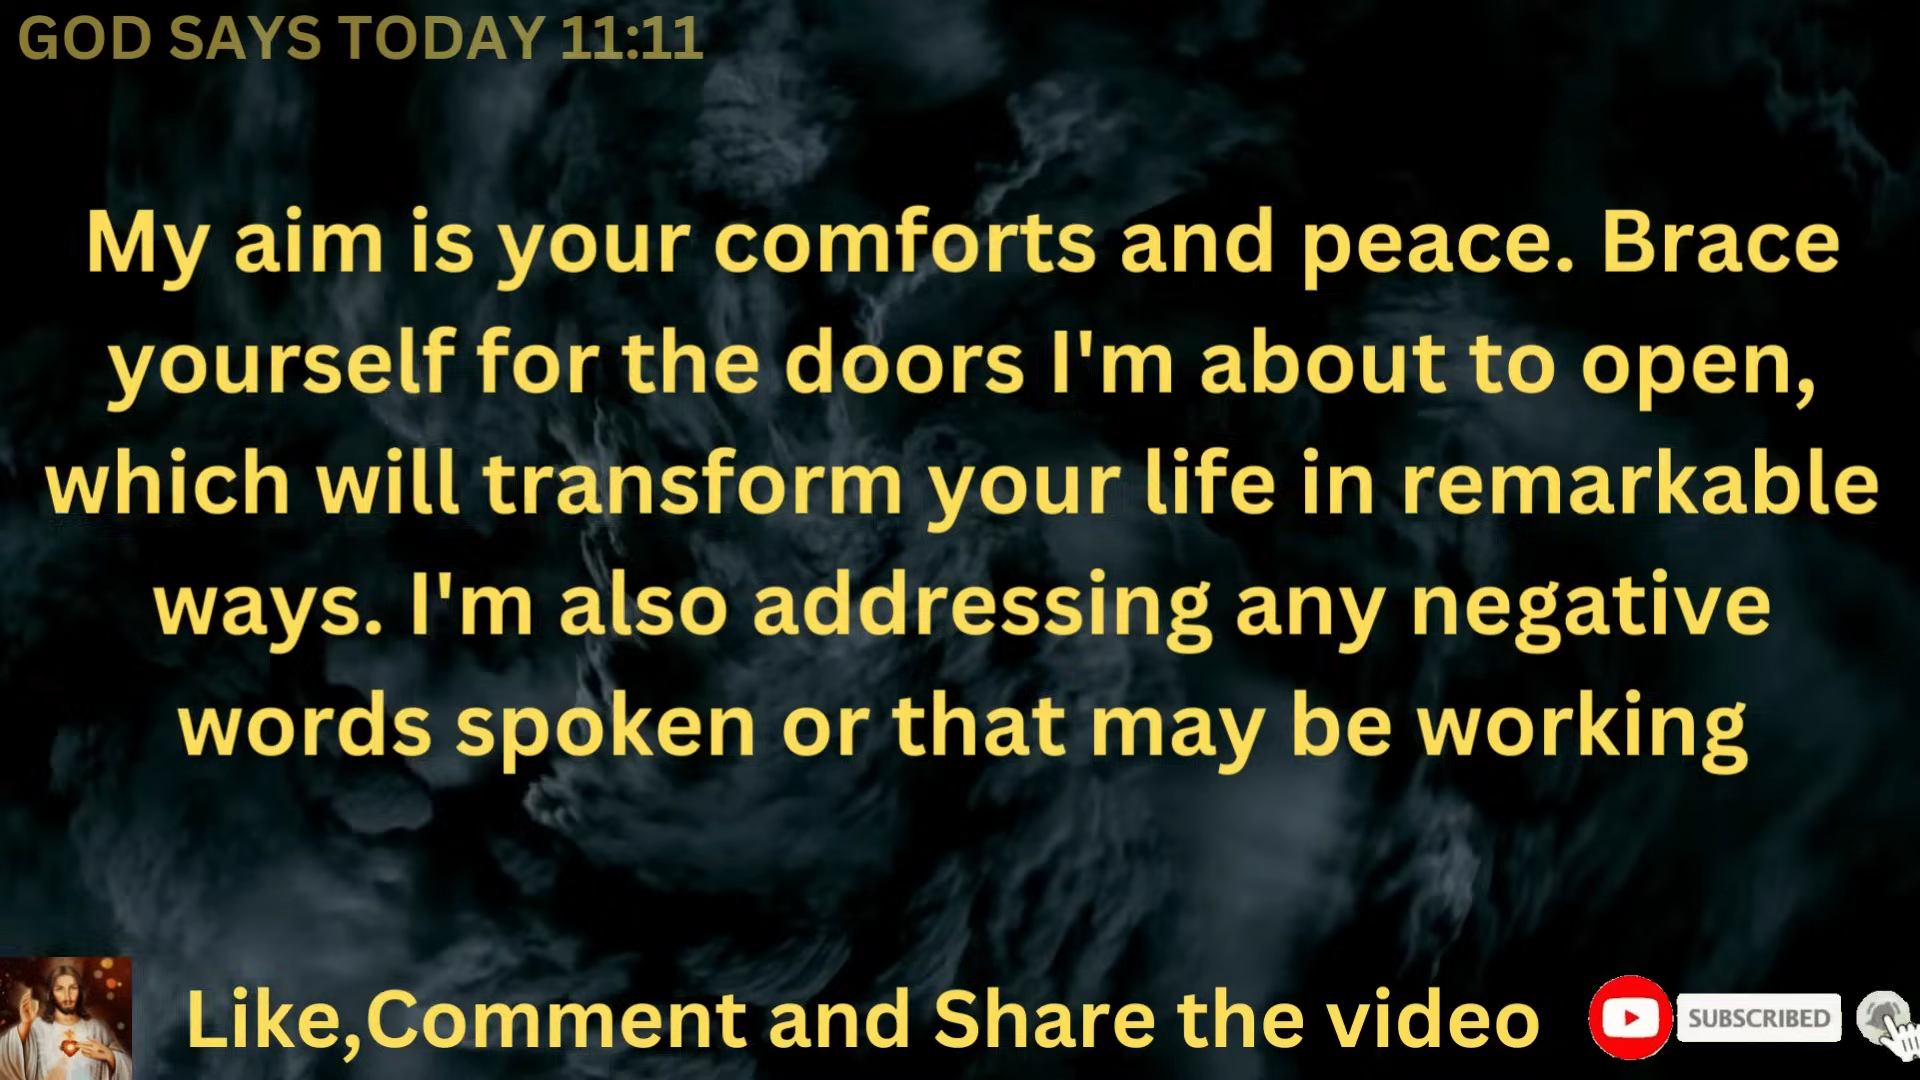 GOD SAYS TODAY 11:11
My aim is your comforts and peace. Brace
yourself for the doors I'm about to open,
which will transform your life in remarkable
ways. I'm also addressing any negative
words spoken or that may be working
Like,Comment and Share the video
SUBSCRIBED